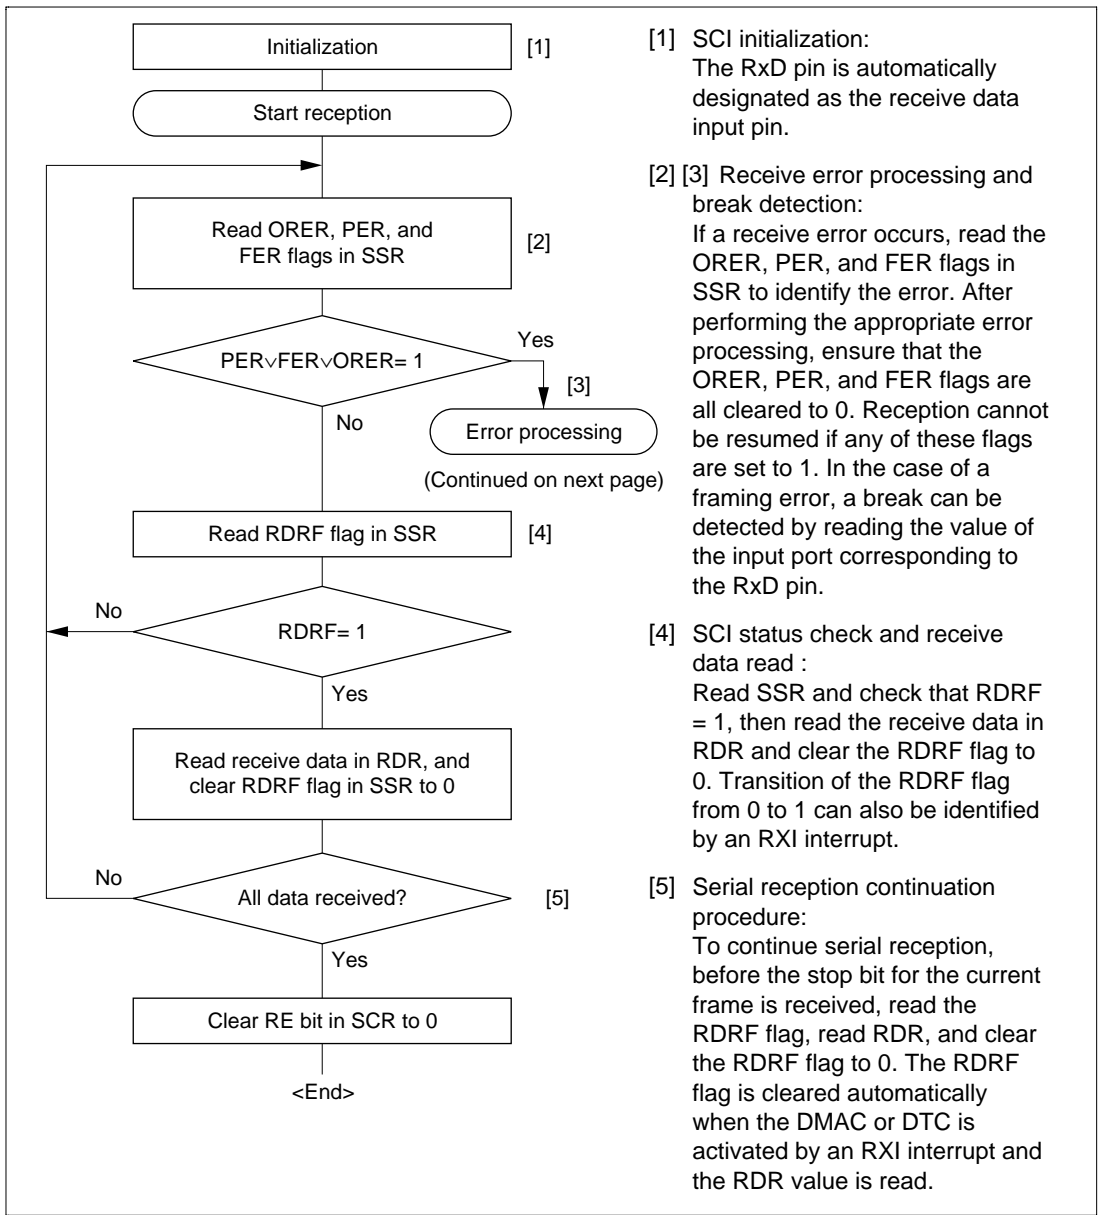 Initialization
[1]
Start reception
Read ORER, PER, and
FER flags in SSR
[2]
PER∨FER∨ORER= 1
Yes
[3]
No
Error processing
(Continued on next page)
Read RDRF flag in SSR
[4]
No
RDRF= 1
Yes
Read receive data in RDR, and
clear RDRF flag in SSR to 0
No
All data received?
[5]
Yes
Clear RE bit in SCR to 0
<End>
[1] SCI initialization:
The RxD pin is automatically
designated as the receive data
input pin.
[2] [3] Receive error processing and
break detection:
If a receive error occurs, read the
ORER, PER, and FER flags in
SSR to identify the error. After
performing the appropriate error
processing, ensure that the
ORER, PER, and FER flags are
all cleared to 0. Reception cannot
be resumed if any of these flags
are set to 1. In the case of a
framing error, a break can be
detected by reading the value of
the input port corresponding to
the RxD pin.
[4] SCI status check and receive
data read :
Read SSR and check that RDRF
= 1, then read the receive data in
RDR and clear the RDRF flag to
0. Transition of the RDRF flag
from 0 to 1 can also be identified
by an RXI interrupt.
[5] Serial reception continuation
procedure:
To continue serial reception,
before the stop bit for the current
frame is received, read the
RDRF flag, read RDR, and clear
the RDRF flag to 0. The RDRF
flag is cleared automatically
when the DMAC or DTC is
activated by an RXI interrupt and
the RDR value is read.